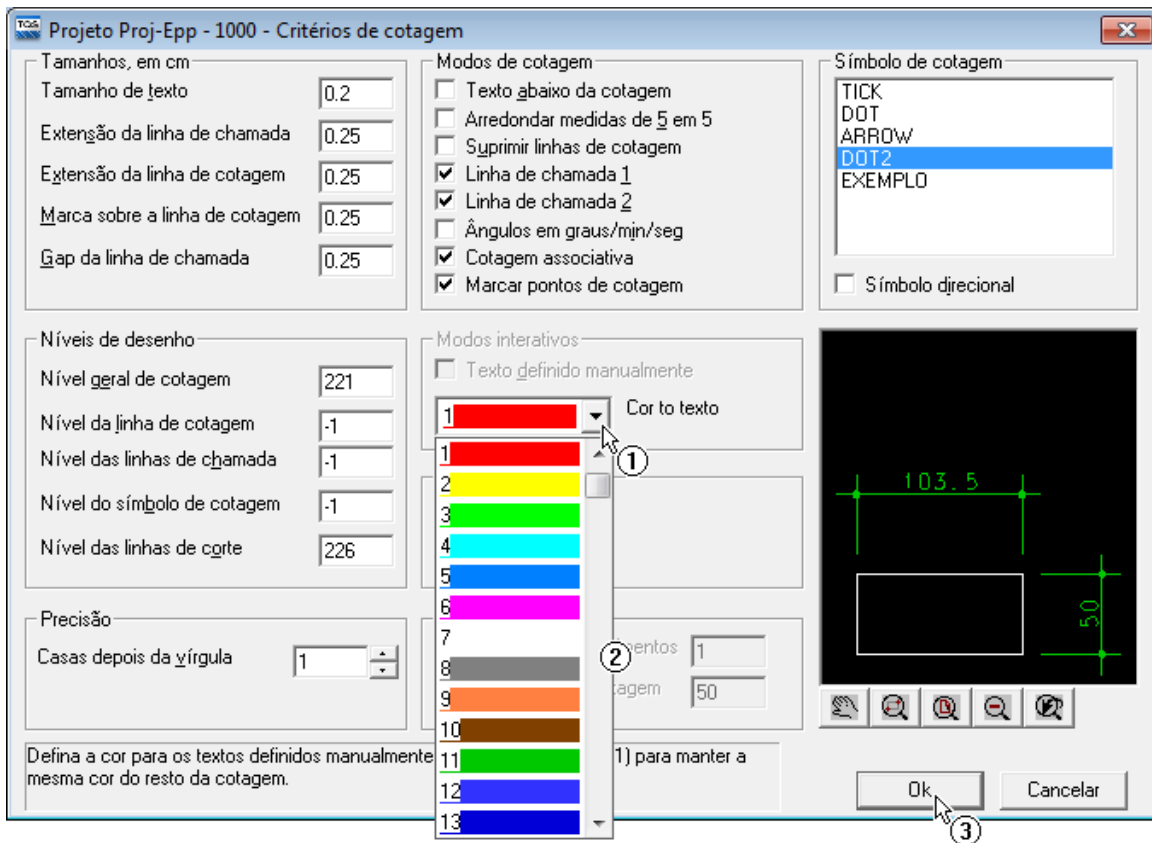 TQS Projeto Proj-Epp - 1000 - Critérios de cotagem
Tamanhos, em cm
Tamanho de texto 0.2
Extensão da linha de chamada 0.25
Extensão da linha de cotagem 0.25
Marca sobre a linha de cotagem 0.25
Gap da linha de chamada 0.25
Modos de cotagem
Texto abaixo da cotagem
Arredondar medidas de 5 em 5
Suprimir linhas de cotagem
Linha de chamada 1
Linha de chamada 2
Ângulos em graus/min/seg
Cotagem associativa
Marcar pontos de cotagem
Símbolo de cotagem
TICK
DOT
ARROW
DOT2
EXEMPLO
Símbolo direcional
Níveis de desenho
Nível geral de cotagem 221
Nível da linha de cotagem -1
Nível das linhas de chamada -1
Nível do símbolo de cotagem -1
Nível das linhas de corte 226
Modos interativos
Texto definido manualmente
1 Cor to texto
1
1
2
3
4
5
6
7
8
9
10
11
12
13
2
1
tagem 50
103.5
50
Precisão
Casas depois da vírgula 1
Defina a cor para os textos definidos manualmente 1) para manter a
mesma cor do resto da cotagem.
Ok Cancelar
3